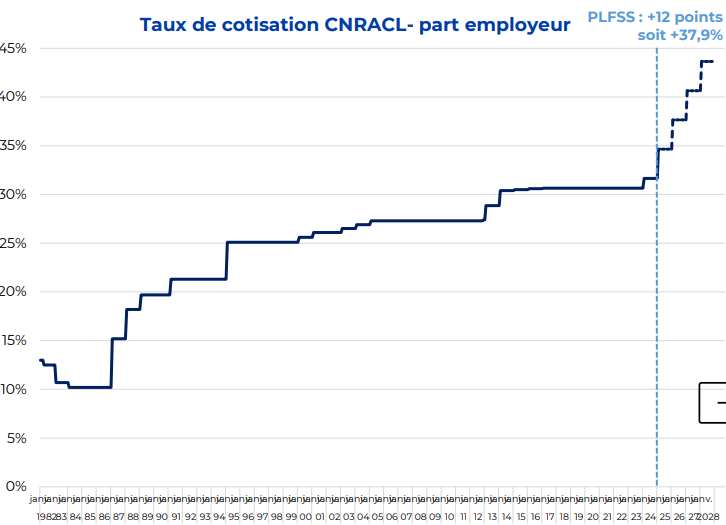 Taux de cotisation CNRACL- part employeur
PLFSS : +12 points
soit +37,9%
45%
40%
35%
30%
25%
20%
15%
10%
5%
0%
janv.
1982 83 84 85 86 87 88 89 90 91 92 93 94 95 96 97 98 99 00 01 02 03 04 05 06 07 08 09 10 11 12 13 14 15 16 17 18 19 20 21 22 23 24 25 26 27 2028